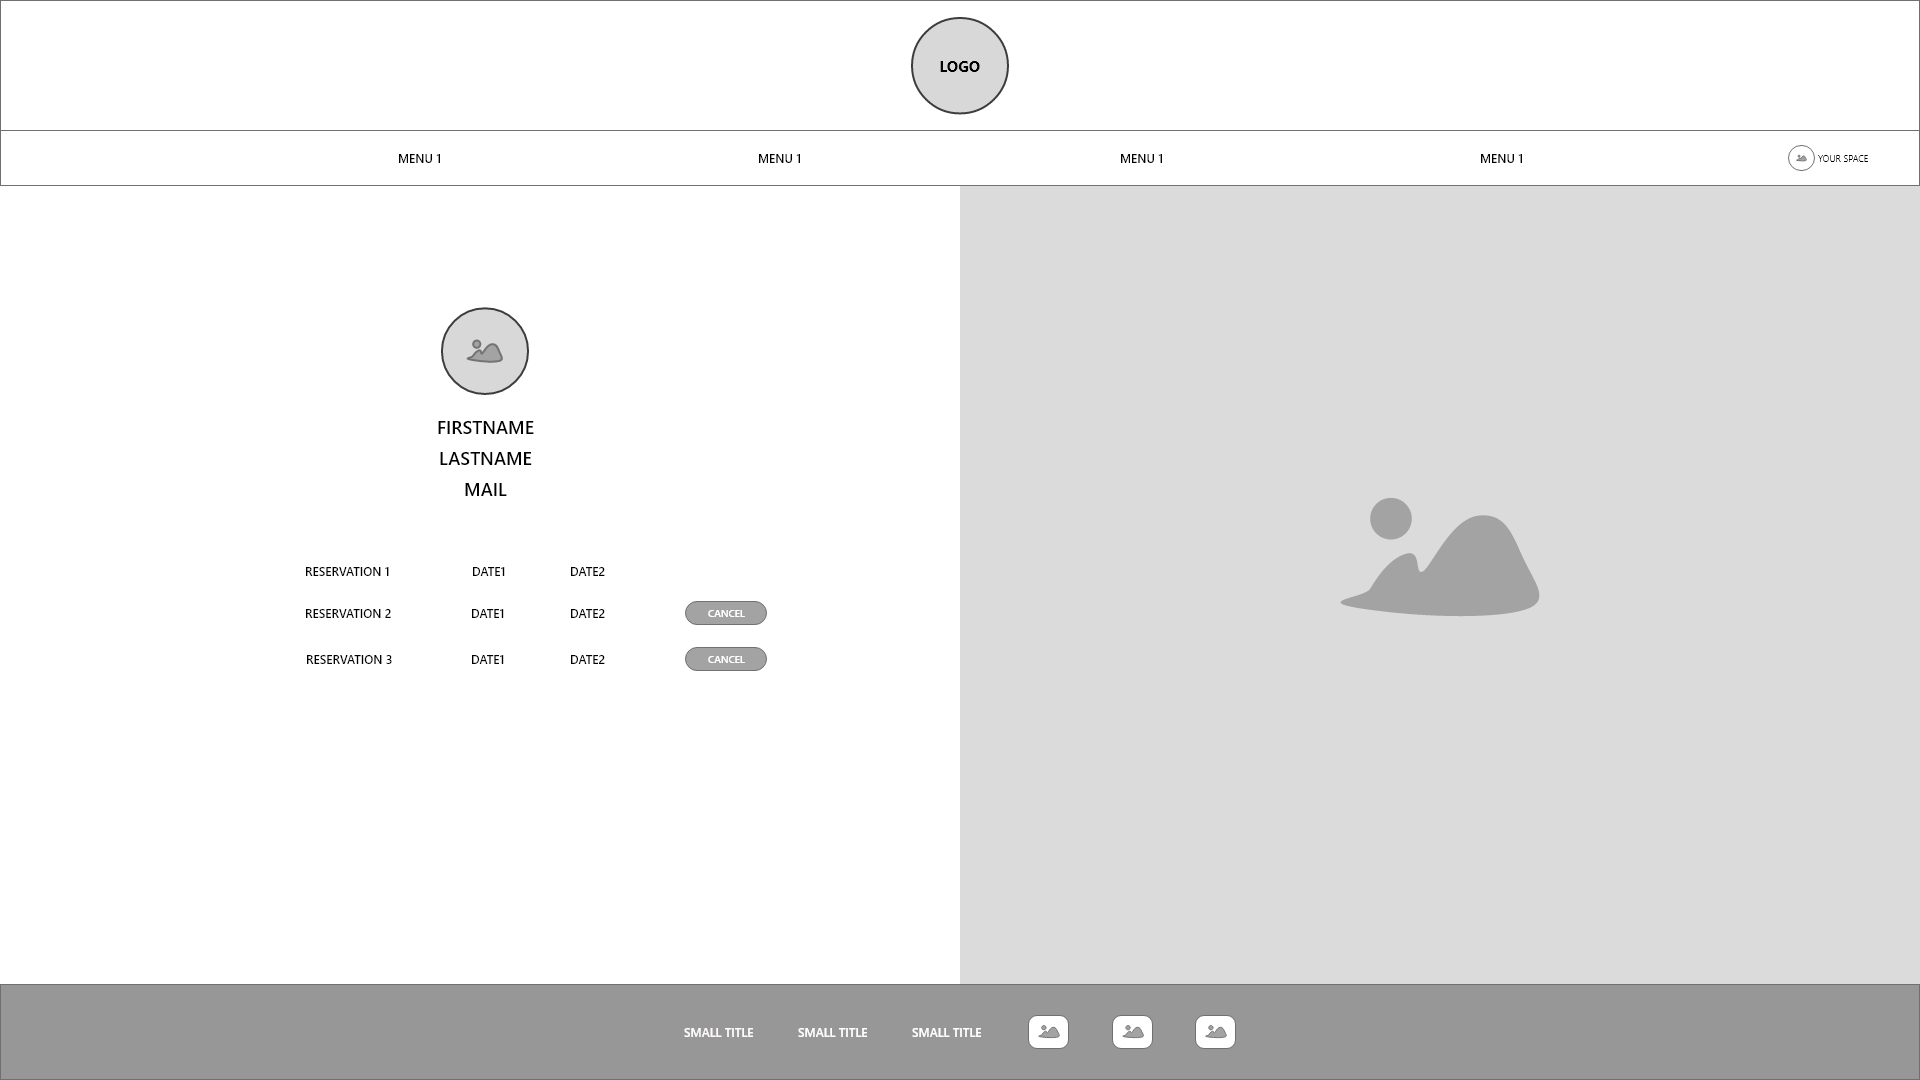 LOGO
MENU 1 MENU 1 MENU 1 MENU 1 YOUR SPACE
FIRSTNAME
LASTNAME
MAIL
RESERVATION 1 DATE1 DATE2
RESERVATION 2 DATE1 DATE2 CANCEL
RESERVATION 3 DATE1 DATE2 CANCEL
SMALL TITLE SMALL TITLE SMALL TITLE